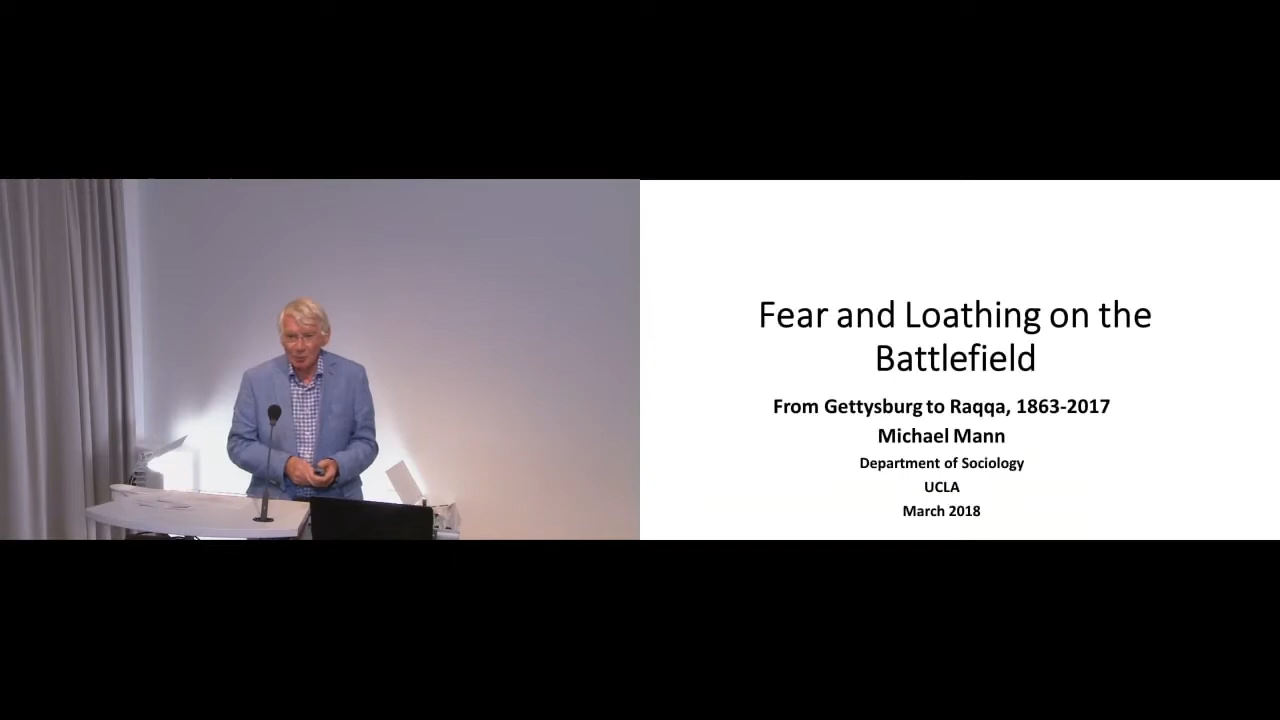 Fear and Loathing on the
Battlefield
From Gettysburg to Raqqa, 1863-2017
Michael Mann
Department of Sociology
UCLA
March 2018